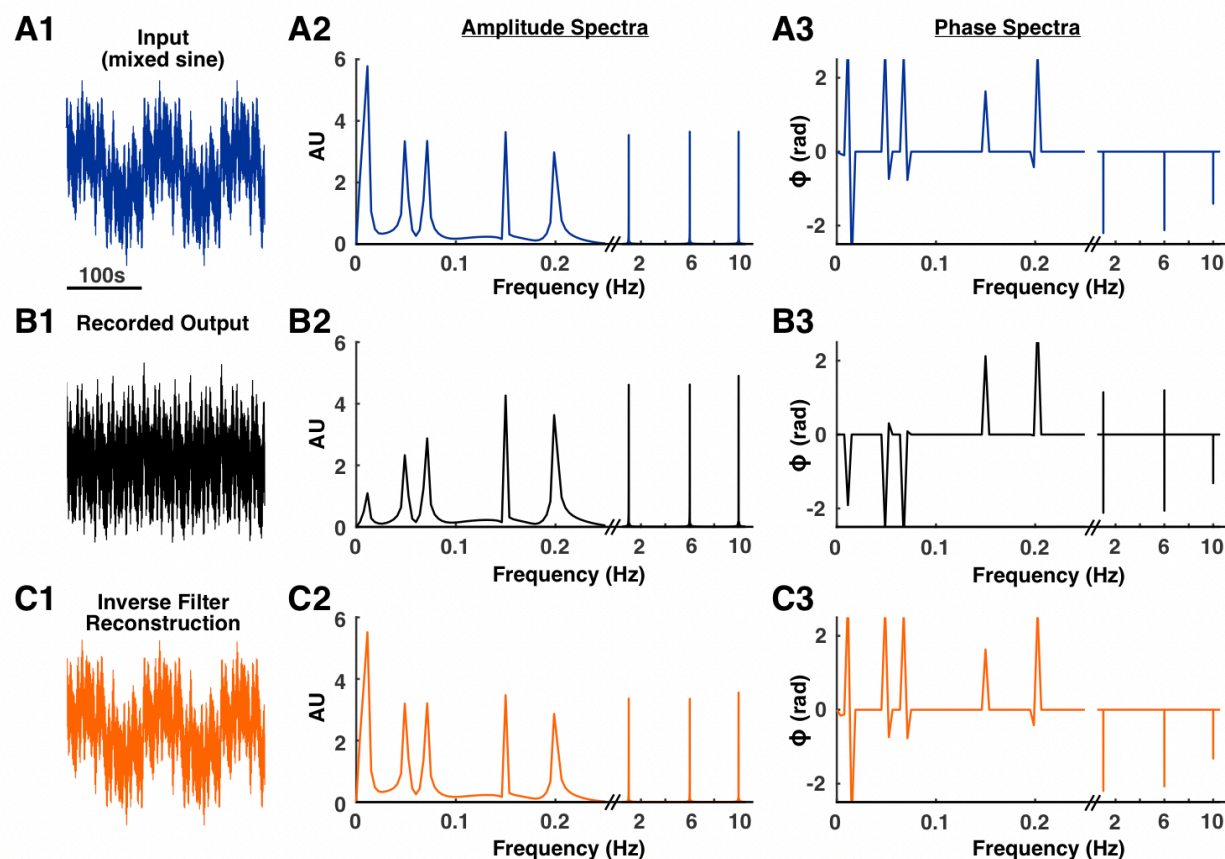 A1
Input
(mixed sine)
100s
A2
Amplitude Spectra
6
4
2
0
AU
0
0.1
0.2
2
6
10
Frequency (Hz)
A3
Phase Spectra
2
0
-2
Φ (rad)
0
0.1
0.2
2
6
10
Frequency (Hz)
B1
Recorded Output
B2
6
4
2
0
AU
0
0.1
0.2
2
6
10
Frequency (Hz)
B3
2
0
-2
Φ (rad)
0
0.1
0.2
2
6
10
Frequency (Hz)
C1
Inverse Filter
Reconstruction
C2
6
4
2
0
AU
0
0.1
0.2
2
6
10
Frequency (Hz)
C3
2
0
-2
Φ (rad)
0
0.1
0.2
2
6
10
Frequency (Hz)